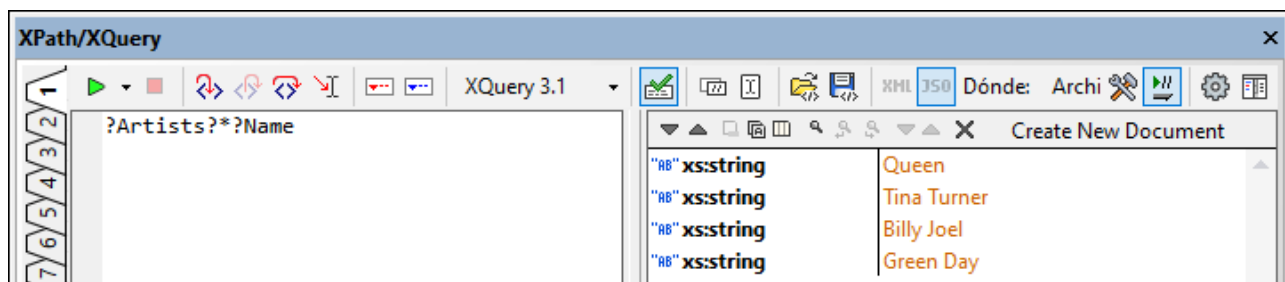 XPath/XQuery
XQuery 3.1
XML JSO Dónde: Archi
1
2
3
4
5
6
7
?Artists?*?Name
Create New Document
"AB" xs:string Queen
"AB" xs:string Tina Turner
"AB" xs:string Billy Joel
"AB" xs:string Green Day